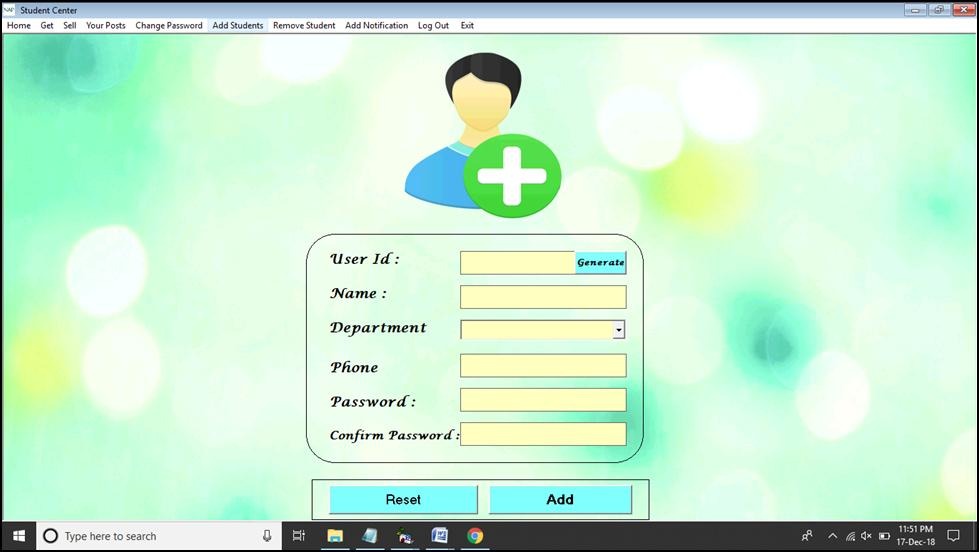 Student Center
Home Get Sell Your Posts Change Password Add Students Remove Student Add Notification Log Out Exit
User Id :
Generate
Name :
Department
Phone
Password :
Confirm Password :
Reset Add
Type here to search
11:51 PM
17-Dec-18